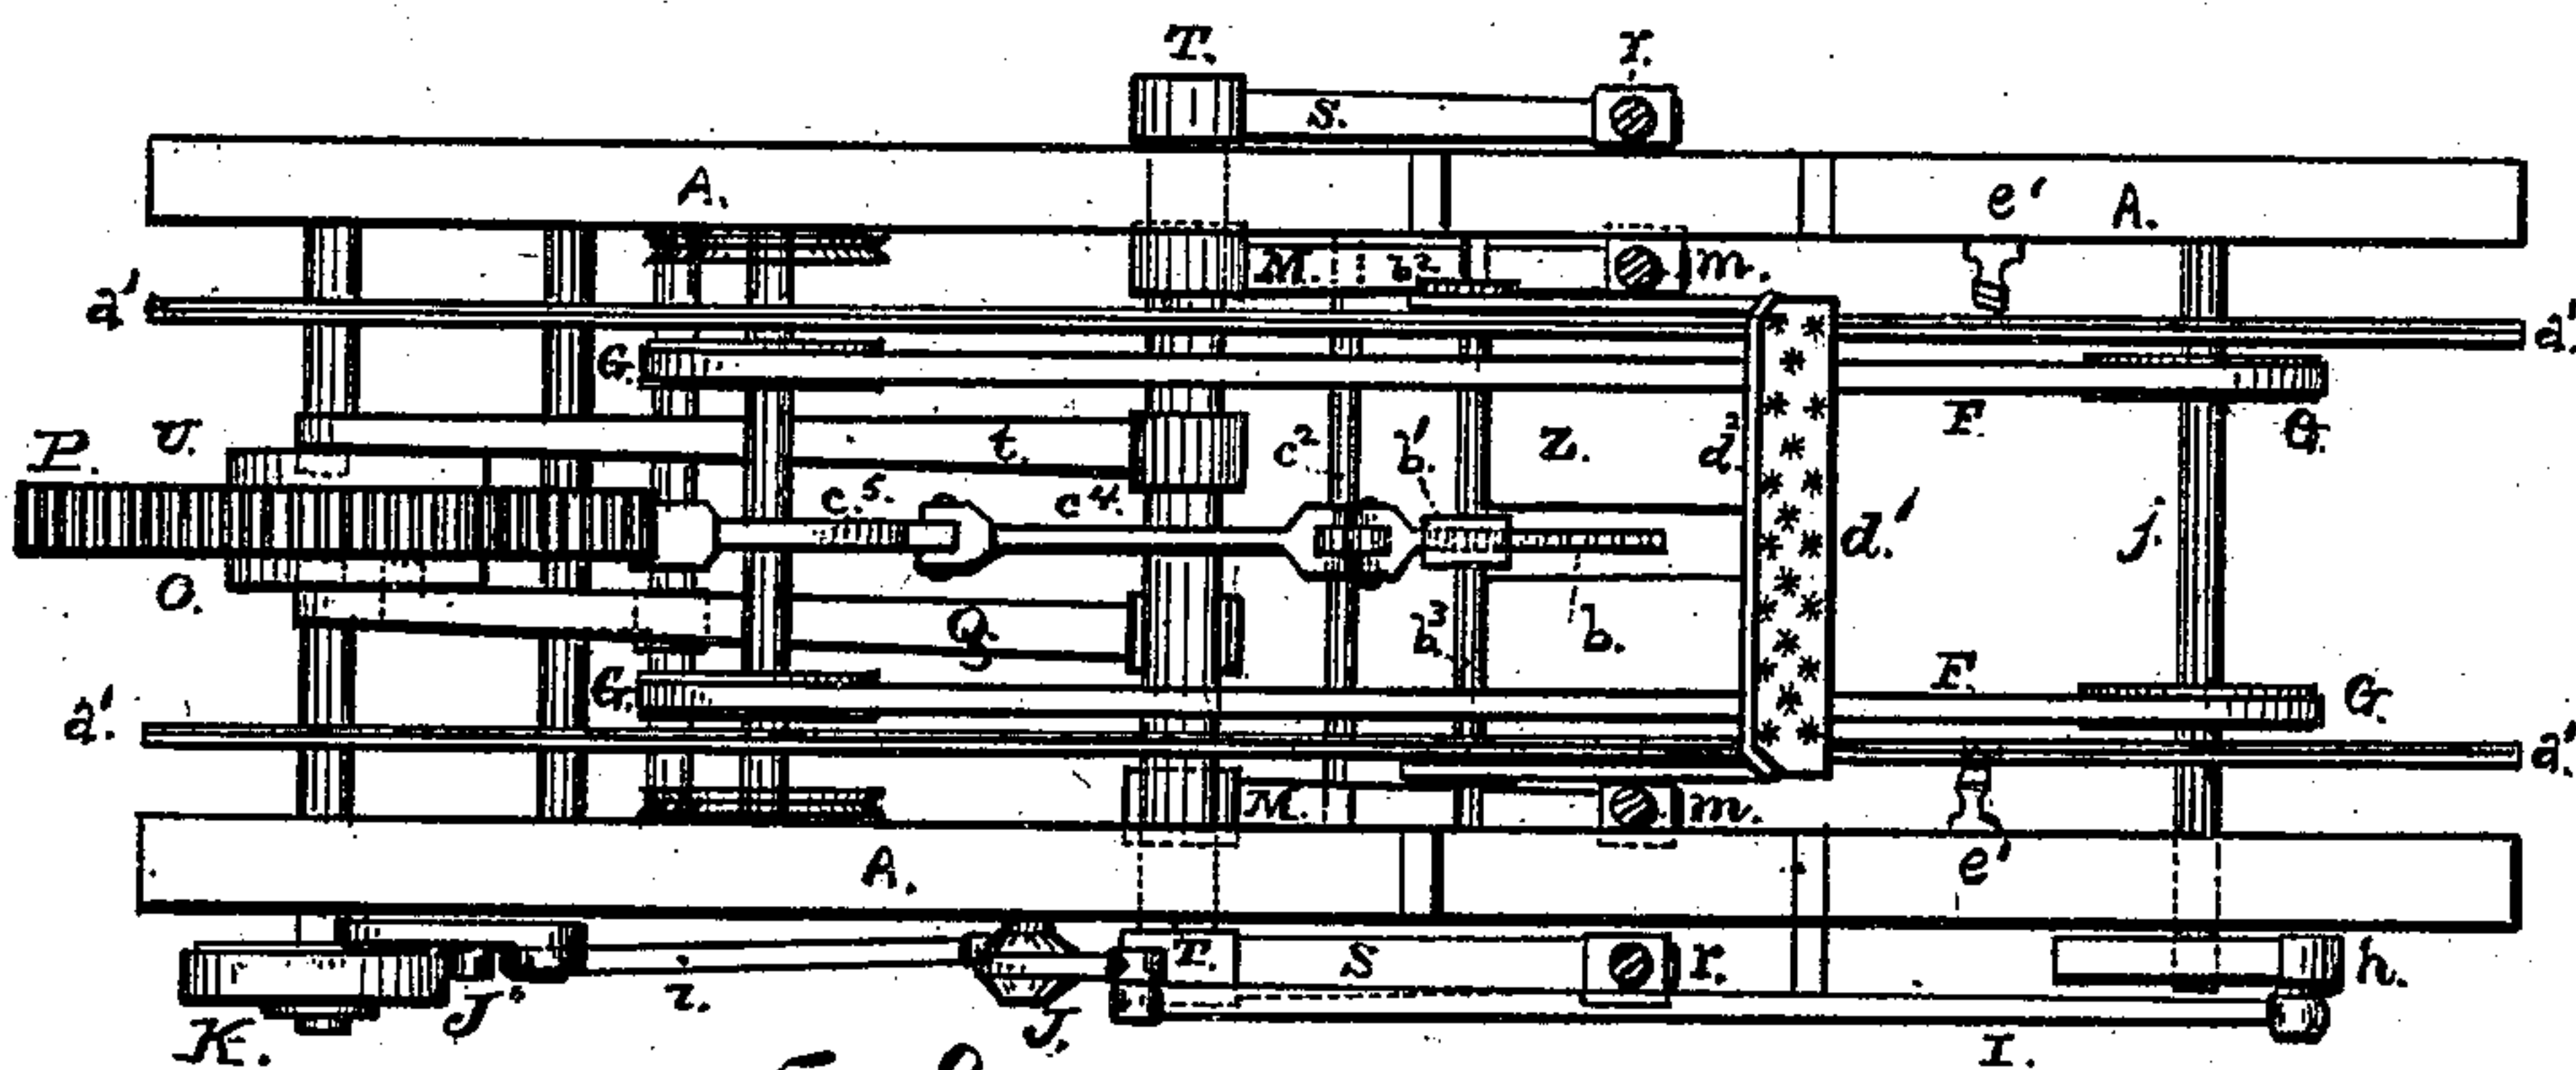 T. r.
S.
A. e' A.
M. b² m.
a' a'
G.
F. G.
P. U. t. c² b' Z. d²
c⁵. c⁴. d' j.
O. Q b³ b.
G. F. G.
a'. a'.
M. m.
A. e'
T. S r. h.
J' i.
K. J. I.